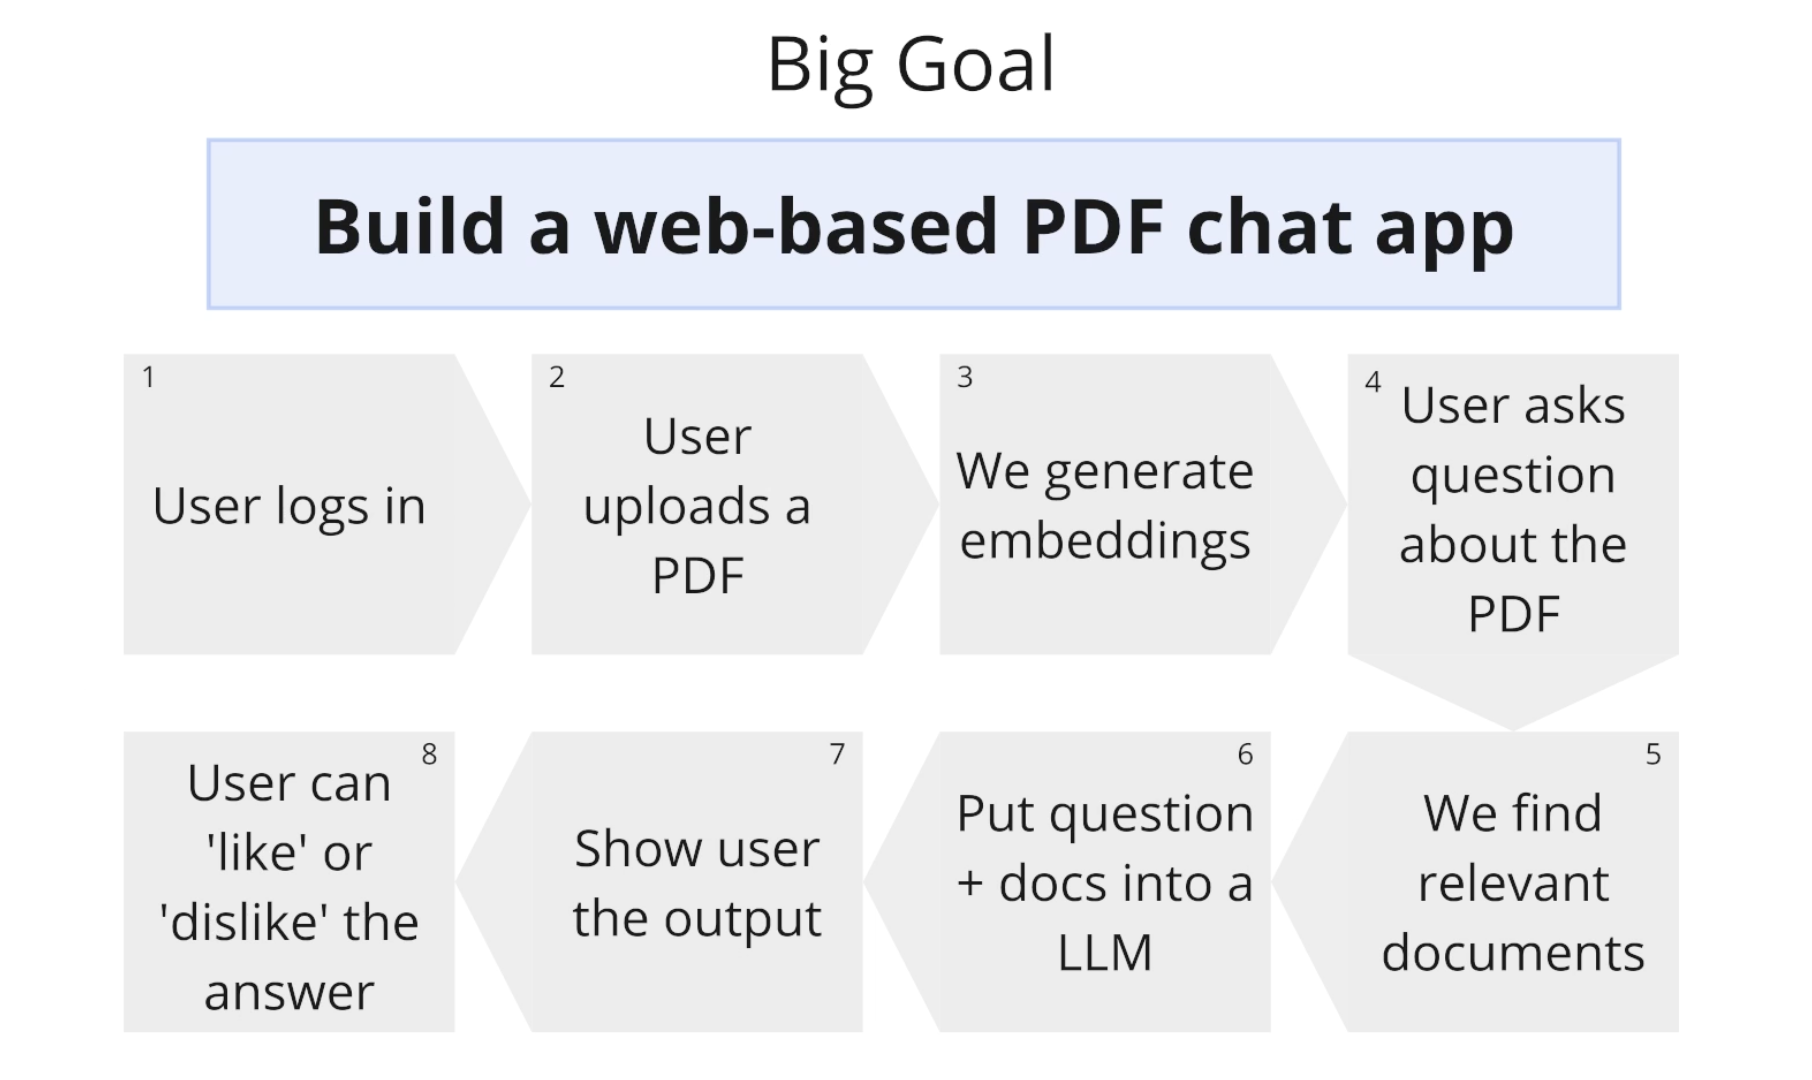 Big Goal
Build a web-based PDF chat app
1
User logs in
2
User
uploads a
PDF
3
We generate
embeddings
4
User asks
question
about the
PDF
5
We find
relevant
documents
6
Put question
+ docs into a
LLM
7
Show user
the output
8
User can
'like' or
'dislike' the
answer